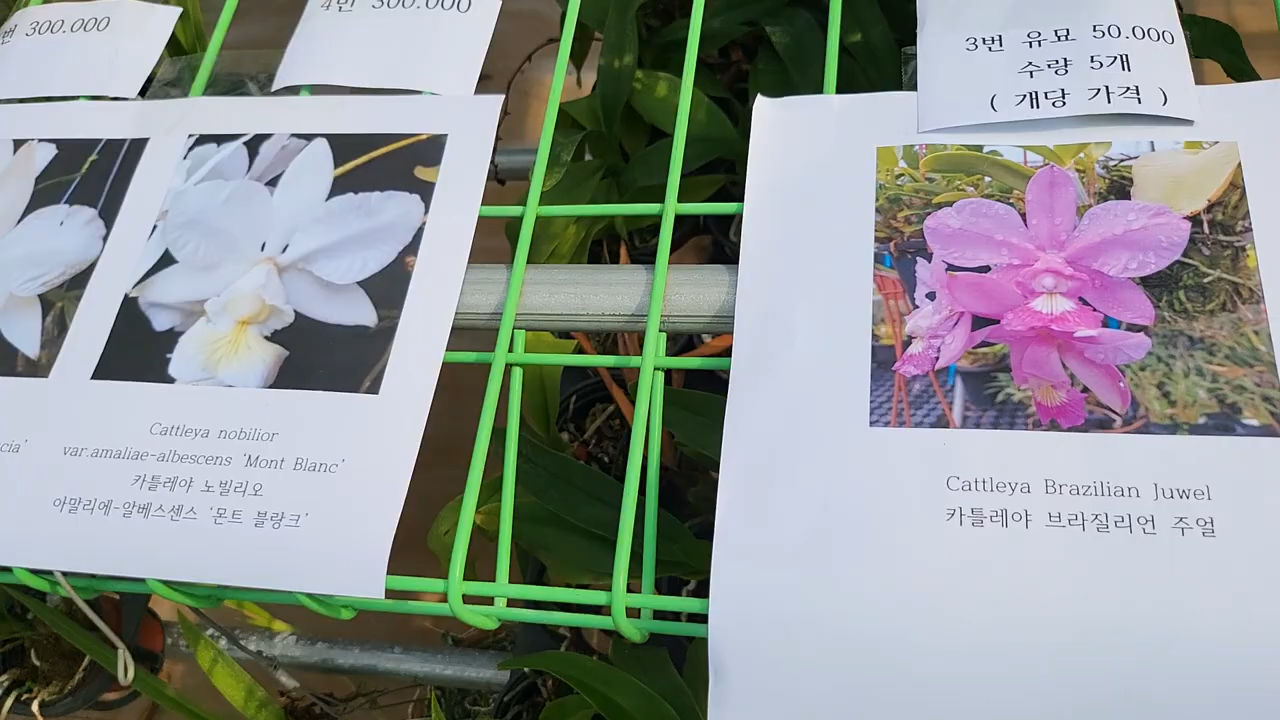 번 300.000
4번 300.000
3번 유묘 50.000
수량 5개
( 개당 가격 )
cia'
Cattleya nobilior
var.amaliae-albescens 'Mont Blanc'
카틀레야 노빌리오
아말리에-알베스센스 '몬트 블랑크'
Cattleya Brazilian Juwel
카틀레야 브라질리언 주얼